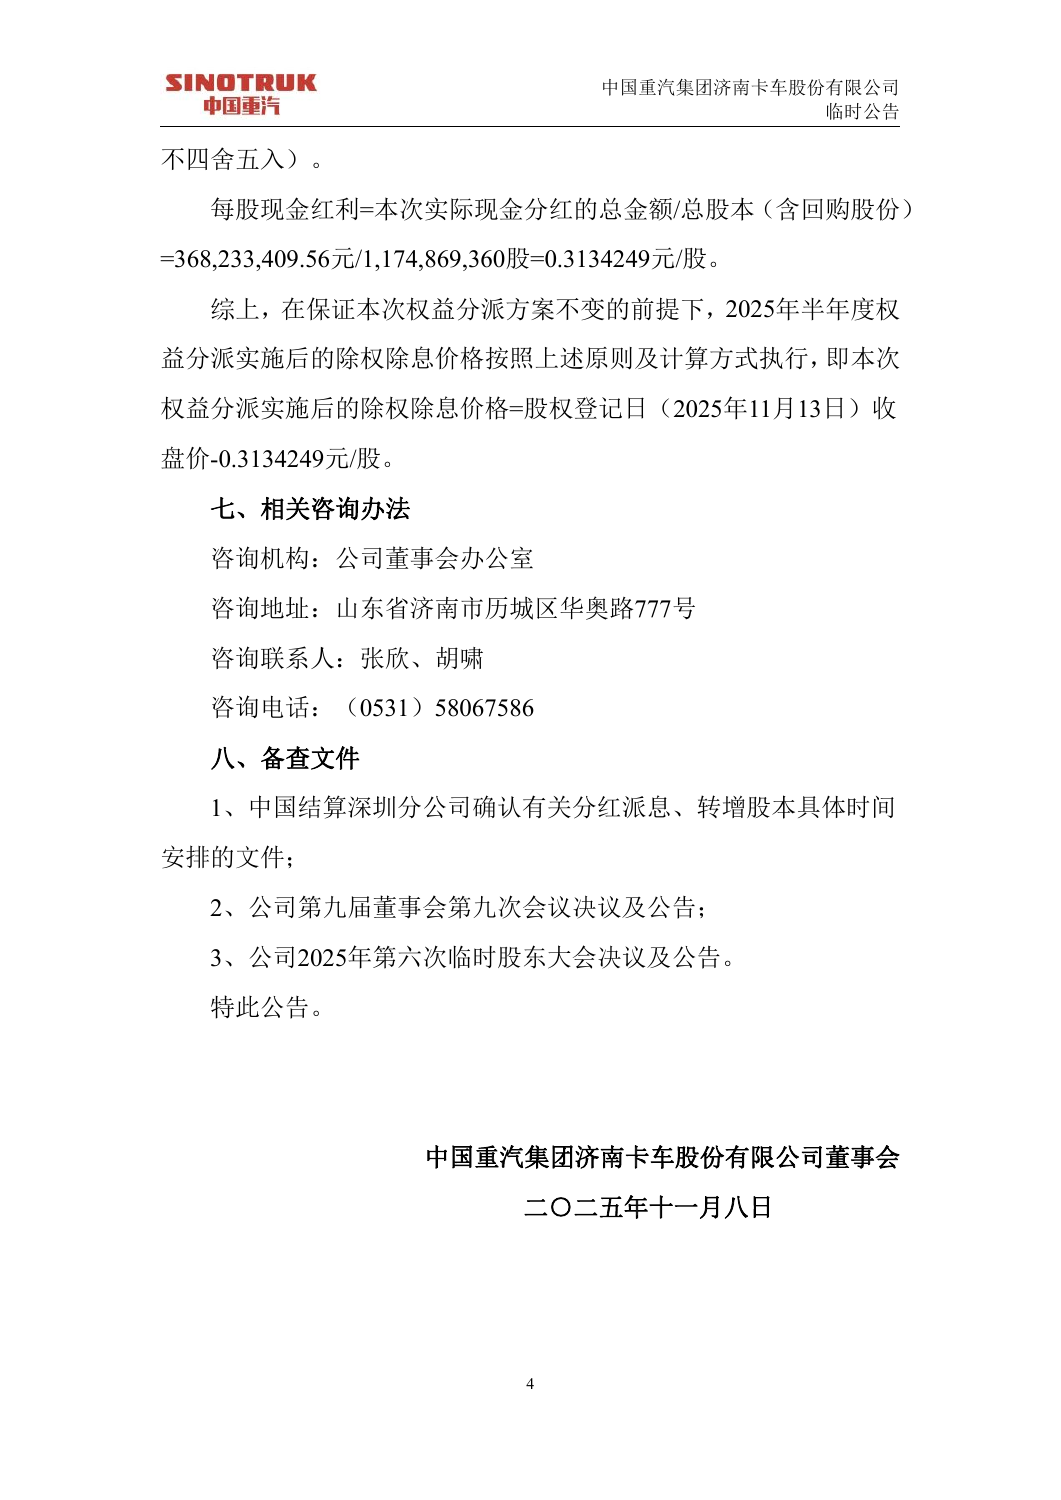 SINOTRUK
中国重汽
中国重汽集团济南卡车股份有限公司
临时公告
不四舍五入）。
每股现金红利=本次实际现金分红的总金额/总股本（含回购股份）
=368,233,409.56元/1,174,869,360股=0.3134249元/股。
综上，在保证本次权益分派方案不变的前提下，2025年半年度权
益分派实施后的除权除息价格按照上述原则及计算方式执行，即本次
权益分派实施后的除权除息价格=股权登记日（2025年11月13日）收
盘价-0.3134249元/股。
七、相关咨询办法
咨询机构：公司董事会办公室
咨询地址：山东省济南市历城区华奥路777号
咨询联系人：张欣、胡啸
咨询电话：（0531）58067586
八、备查文件
1、中国结算深圳分公司确认有关分红派息、转增股本具体时间
安排的文件；
2、公司第九届董事会第九次会议决议及公告；
3、公司2025年第六次临时股东大会决议及公告。
特此公告。
中国重汽集团济南卡车股份有限公司董事会
二〇二五年十一月八日
4